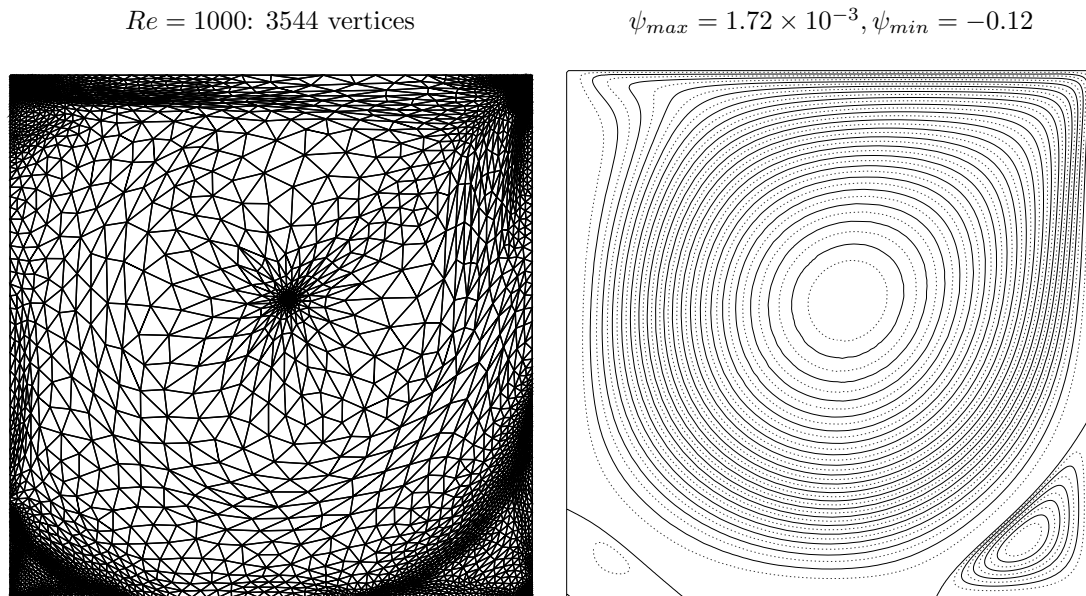 Re = 1000: 3544 vertices
ψmax = 1.72 × 10⁻³, ψmin = −0.12